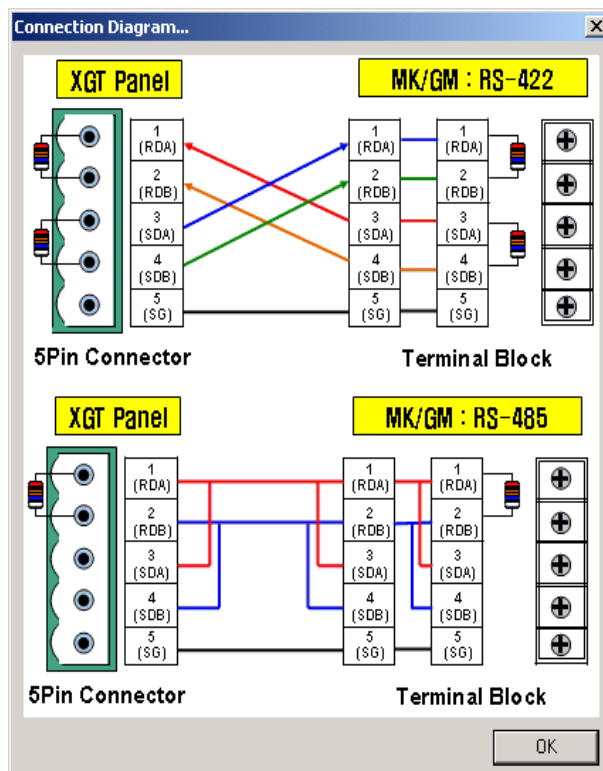 Connection Diagram...
XGT Panel
MK/GM : RS-422
1
(RDA)
2
(RDB)
3
(SDA)
4
(SDB)
5
(SG)
1
(RDA)
2
(RDB)
3
(SDA)
4
(SDB)
5
(SG)
1
(RDA)
2
(RDB)
3
(SDA)
4
(SDB)
5
(SG)
5Pin Connector
Terminal Block
XGT Panel
MK/GM : RS-485
1
(RDA)
2
(RDB)
3
(SDA)
4
(SDB)
5
(SG)
1
(RDA)
2
(RDB)
3
(SDA)
4
(SDB)
5
(SG)
1
(RDA)
2
(RDB)
3
(SDA)
4
(SDB)
5
(SG)
5Pin Connector
Terminal Block
OK